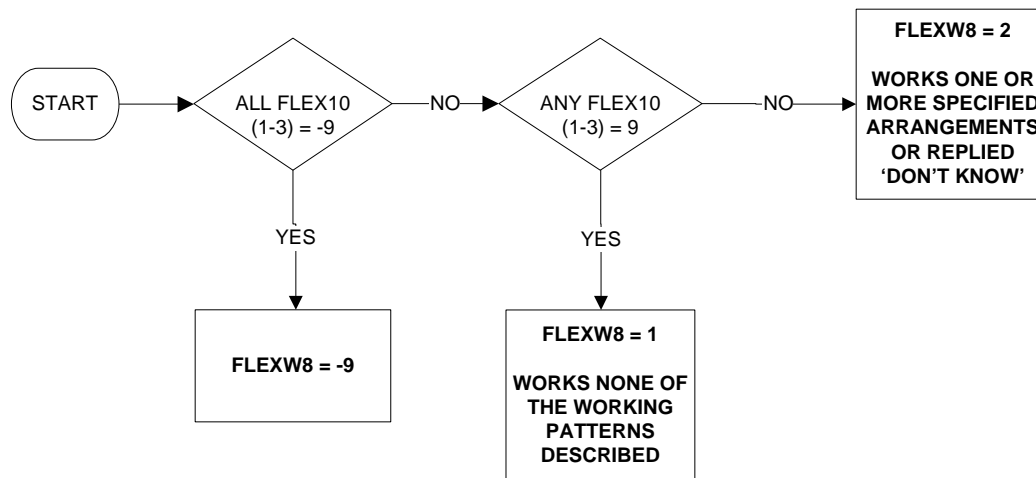 START
ALL FLEX10
(1-3) = -9
NO
ANY FLEX10
(1-3) = 9
NO
FLEXW8 = 2
WORKS ONE OR
MORE SPECIFIED
ARRANGEMENTS
OR REPLIED
‘DON’T KNOW’
YES
YES
FLEXW8 = -9
FLEXW8 = 1
WORKS NONE OF
THE WORKING
PATTERNS
DESCRIBED